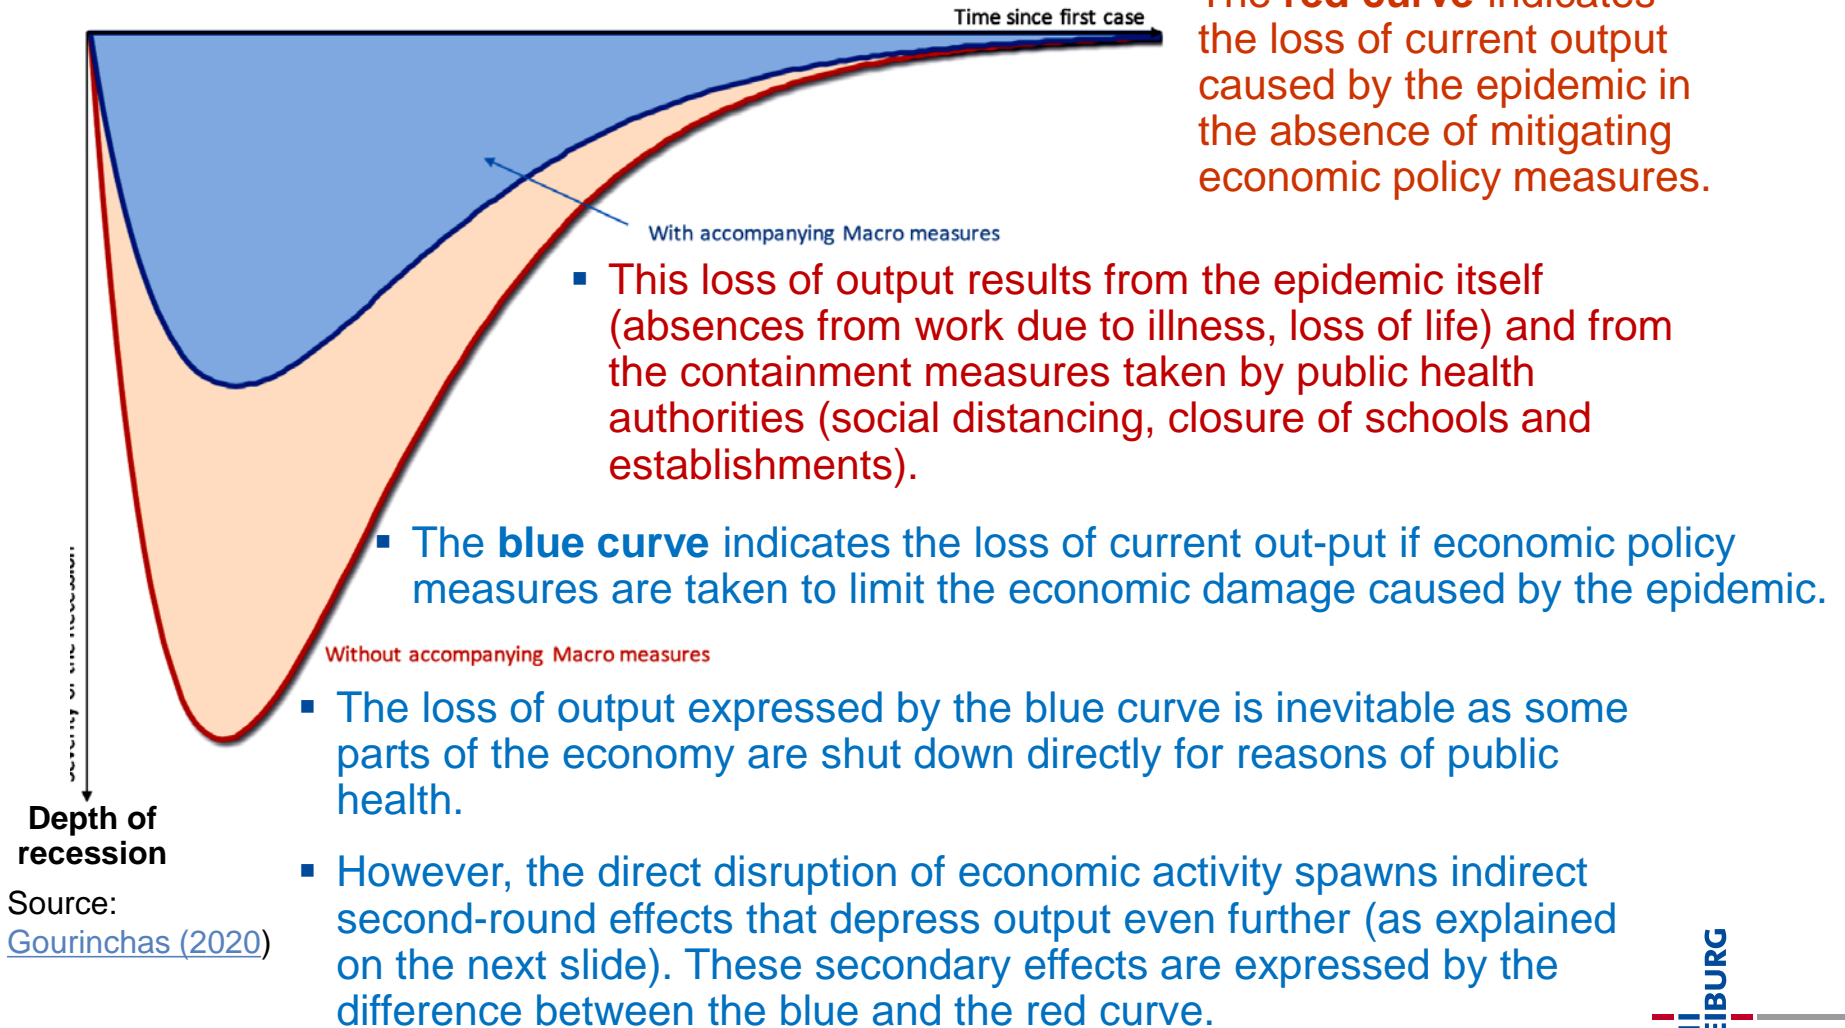 Time since first case
The red curve indicates
the loss of current output
caused by the epidemic in
the absence of mitigating
economic policy measures.
With accompanying Macro measures
▪ This loss of output results from the epidemic itself
(absences from work due to illness, loss of life) and from
the containment measures taken by public health
authorities (social distancing, closure of schools and
establishments).
▪ The blue curve indicates the loss of current out-put if economic policy
measures are taken to limit the economic damage caused by the epidemic.
Without accompanying Macro measures
▪ The loss of output expressed by the blue curve is inevitable as some
parts of the economy are shut down directly for reasons of public
health.
Depth of
recession
▪ However, the direct disruption of economic activity spawns indirect
second-round effects that depress output even further (as explained
on the next slide). These secondary effects are expressed by the
difference between the blue and the red curve.
Source:
Gourinchas (2020)